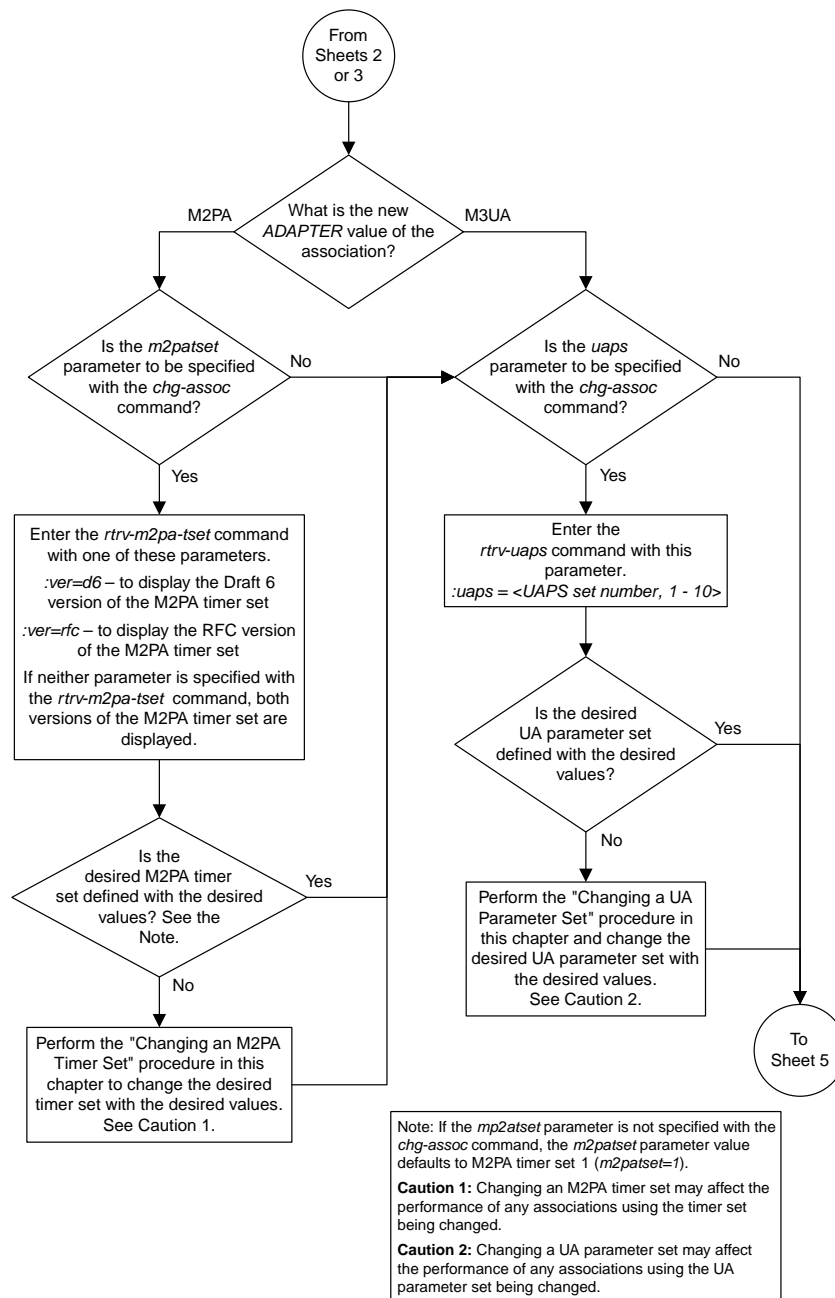 From
Sheets 2
or 3
What is the new
ADAPTER value of the
association?
M2PA
M3UA
Is the m2patset
parameter to be specified
with the chg-assoc
command?
No
Yes
Is the uaps
parameter to be specified
with the chg-assoc
command?
No
Yes
Enter the rtrv-m2pa-tset command
with one of these parameters.
:ver=d6 – to display the Draft 6
version of the M2PA timer set
:ver=rfc – to display the RFC version
of the M2PA timer set
If neither parameter is specified with
the rtrv-m2pa-tset command, both
versions of the M2PA timer set are
displayed.
Enter the
rtrv-uaps command with this
parameter.
:uaps = <UAPS set number, 1 - 10>
Is the desired
UA parameter set
defined with the desired
values?
Yes
No
Is the
desired M2PA timer
set defined with the desired
values? See the
Note.
Yes
No
Perform the "Changing a UA
Parameter Set" procedure in
this chapter and change the
desired UA parameter set with
the desired values.
See Caution 2.
Perform the "Changing an M2PA
Timer Set" procedure in this
chapter to change the desired
timer set with the desired values.
See Caution 1.
To
Sheet 5
Note: If the mp2atset parameter is not specified with the
chg-assoc command, the m2patset parameter value
defaults to M2PA timer set 1 (m2patset=1).
Caution 1: Changing an M2PA timer set may affect the
performance of any associations using the timer set
being changed.
Caution 2: Changing a UA parameter set may affect
the performance of any associations using the UA
parameter set being changed.